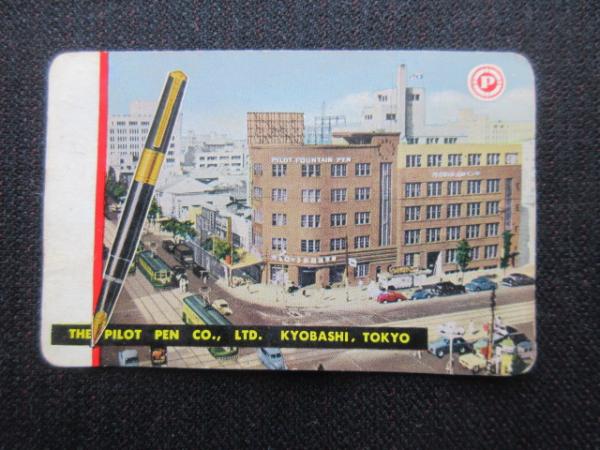 P
PILOT FOUNTAIN PEN
THE PILOT PEN CO., LTD. KYOBASHI, TOKYO